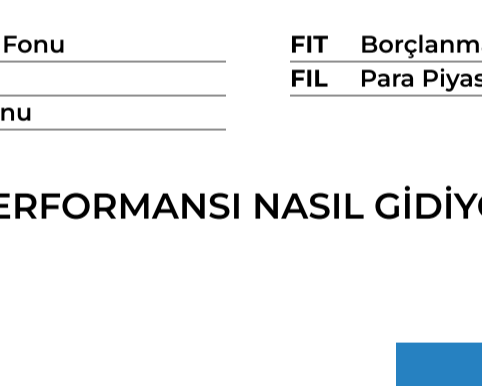 Fonu
FIT Borçlanm
FIL Para Piyas
nu
ERFORMANSI NASIL GİDİY